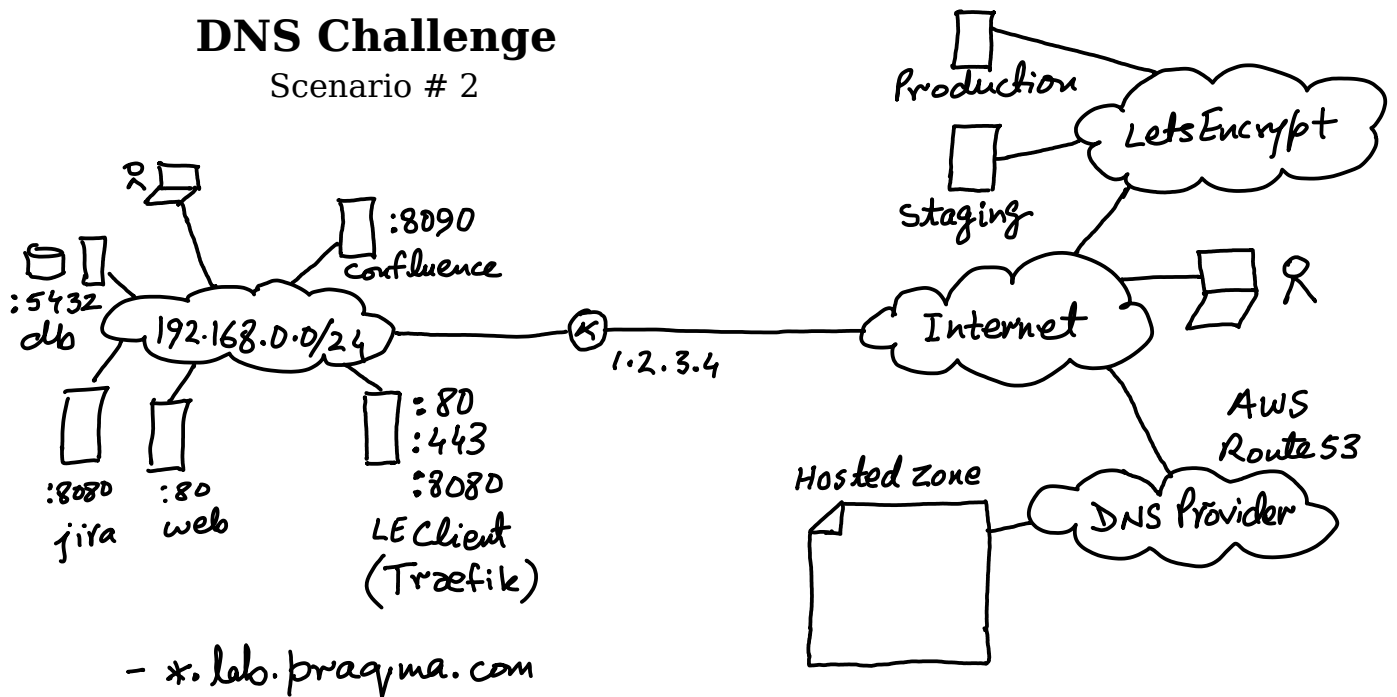 DNS Challenge
Scenario # 2
Production
LetsEncrypt
Staging
:8090
confluence
:5432
db
192.168.0.0/24
1.2.3.4
Internet
:8080
jira
:80
web
:80
:443
:8080
LE Client
(Traefik)
AWS
Route 53
Hosted Zone
DNS Provider
- *.lab.praqma.com